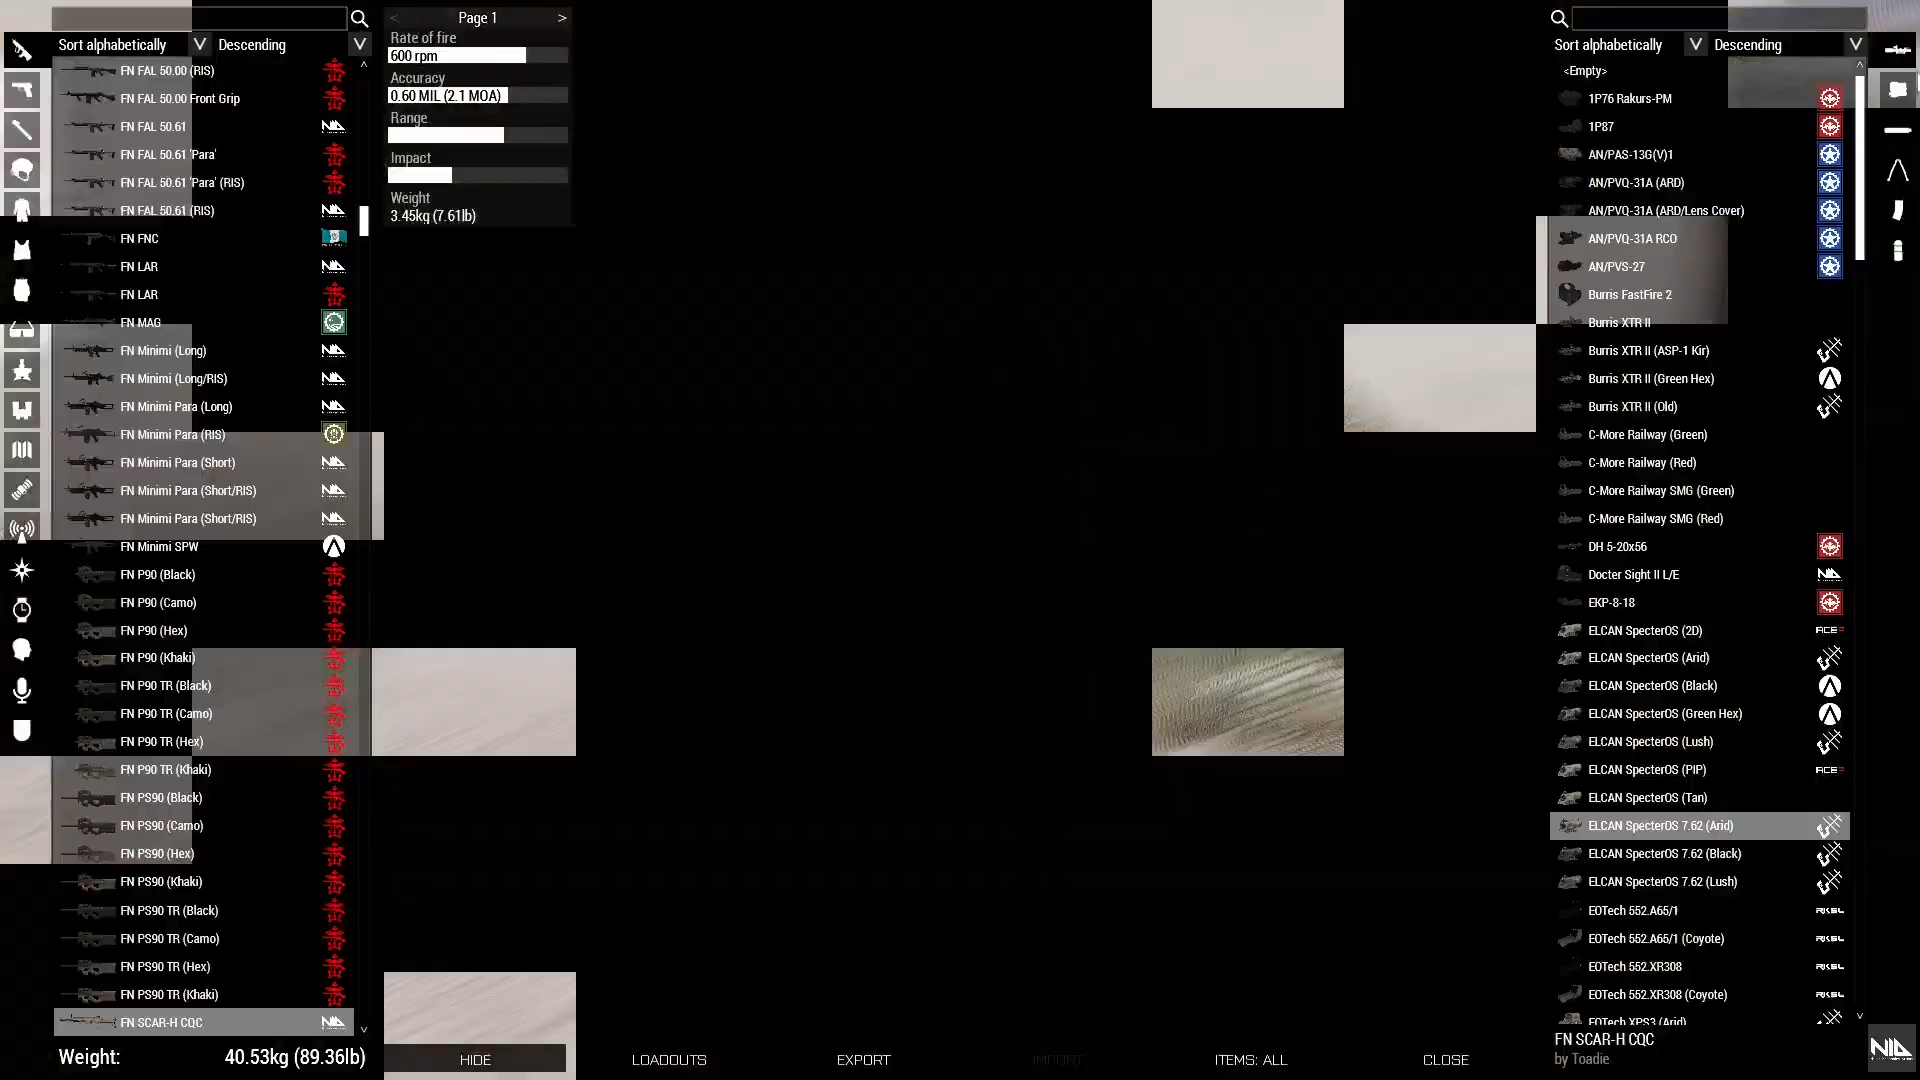 Sort alphabetically
V
Descending
V
FN FAL 50.00 (RIS)
FN FAL 50.00 Front Grip
FN FAL 50.61
FN FAL 50.61 'Para'
FN FAL 50.61 'Para' (RIS)
FN FAL 50.61 (RIS)
FN FNC
FN LAR
FN LAR
FN MAG
FN Minimi (Long)
FN Minimi (Long/RIS)
FN Minimi Para (Long)
FN Minimi Para (RIS)
FN Minimi Para (Short)
FN Minimi Para (Short/RIS)
FN Minimi Para (Short/RIS)
FN Minimi SPW
FN P90 (Black)
FN P90 (Camo)
FN P90 (Hex)
FN P90 (Khaki)
FN P90 TR (Black)
FN P90 TR (Camo)
FN P90 TR (Hex)
FN P90 TR (Khaki)
FN PS90 (Black)
FN PS90 (Camo)
FN PS90 (Hex)
FN PS90 (Khaki)
FN PS90 TR (Black)
FN PS90 TR (Camo)
FN PS90 TR (Hex)
FN PS90 TR (Khaki)
FN SCAR-H CQC
Weight: 40.53kg (89.36lb)
< Page 1 >
Rate of fire
600 rpm
Accuracy
0.60 MIL (2.1 MOA)
Range
Impact
Weight
3.45kg (7.61lb)
HIDE
LOADOUTS
EXPORT
IMPORT
ITEMS: ALL
CLOSE
Sort alphabetically
V
Descending
V
<Empty>
1P76 Rakurs-PM
1P87
AN/PAS-13G(V)1
AN/PVQ-31A (ARD)
AN/PVQ-31A (ARD/Lens Cover)
AN/PVQ-31A RCO
AN/PVS-27
Burris FastFire 2
Burris XTR II
Burris XTR II (ASP-1 Kir)
Burris XTR II (Green Hex)
Burris XTR II (Old)
C-More Railway (Green)
C-More Railway (Red)
C-More Railway SMG (Green)
C-More Railway SMG (Red)
DH 5-20x56
Docter Sight II L/E
EKP-8-18
ELCAN SpecterOS (2D)
ACE3
ELCAN SpecterOS (Arid)
ELCAN SpecterOS (Black)
ELCAN SpecterOS (Green Hex)
ELCAN SpecterOS (Lush)
ELCAN SpecterOS (PIP)
ACE3
ELCAN SpecterOS (Tan)
ELCAN SpecterOS 7.62 (Arid)
ELCAN SpecterOS 7.62 (Black)
ELCAN SpecterOS 7.62 (Lush)
EOTech 552.A65/1
RKSL
EOTech 552.A65/1 (Coyote)
RKSL
EOTech 552.XR308
RKSL
EOTech 552.XR308 (Coyote)
RKSL
EOTech XPS3 (Arid)
FN SCAR-H CQC
by Toadie